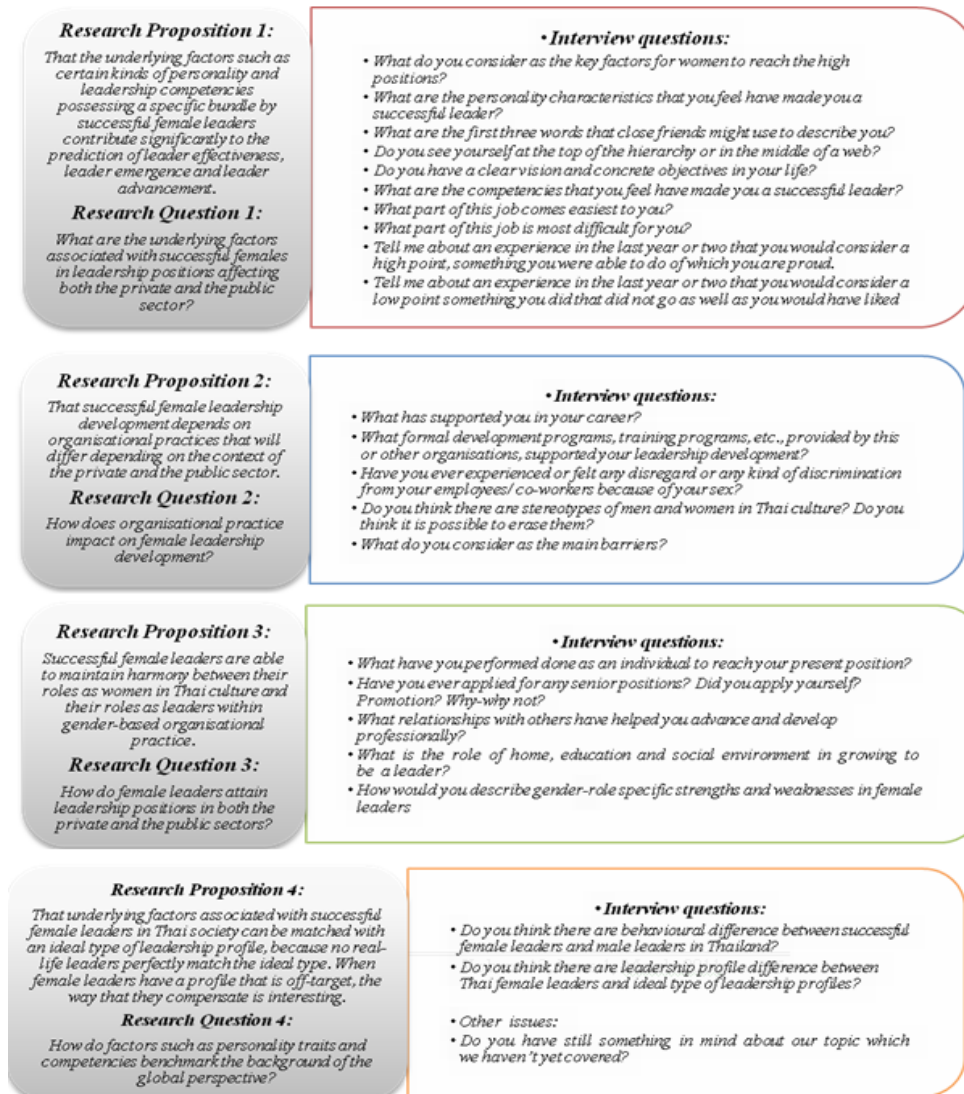 Research Proposition 1:
That the underlying factors such as
certain kinds of personality and
leadership competencies
possessing a specific bundle by
successful female leaders
contribute significantly to the
prediction of leader effectiveness,
leader emergence and leader
advancement.
Research Question 1:
What are the underlying factors
associated with successful females
in leadership positions affecting
both the private and the public
sector?
• Interview questions:
• What do you consider as the key factors for women to reach the high
positions?
• What are the personality characteristics that you feel have made you a
successful leader?
• What are the first three words that close friends might use to describe you?
• Do you see yourself at the top of the hierarchy or in the middle of a web?
• Do you have a clear vision and concrete objectives in your life?
• What are the competencies that you feel have made you a successful leader?
• What part of this job comes easiest to you?
• What part of this job is most difficult for you?
• Tell me about an experience in the last year or two that you would consider a
high point, something you were able to do of which you are proud.
• Tell me about an experience in the last year or two that you would consider a
low point something you did that did not go as well as you would have liked
Research Proposition 2:
That successful female leadership
development depends on
organisational practices that will
differ depending on the context of
the private and the public sector.
Research Question 2:
How does organisational practice
impact on female leadership
development?
• Interview questions:
• What has supported you in your career?
• What formal development programs, training programs, etc., provided by this
or other organisations, supported your leadership development?
• Have you ever experienced or felt any disregard or any kind of discrimination
from your employees/ co-workers because of your sex?
• Do you think there are stereotypes of men and women in Thai culture? Do you
think it is possible to erase them?
• What do you consider as the main barriers?
Research Proposition 3:
Successful female leaders are able
to maintain harmony between their
roles as women in Thai culture and
their roles as leaders within
gender-based organisational
practice.
Research Question 3:
How do female leaders attain
leadership positions in both the
private and the public sectors?
• Interview questions:
• What have you performed done as an individual to reach your present position?
• Have you ever applied for any senior positions? Did you apply yourself?
Promotion? Why-why not?
• What relationships with others have helped you advance and develop
professionally?
• What is the role of home, education and social environment in growing to
be a leader?
• How would you describe gender-role specific strengths and weaknesses in female
leaders
Research Proposition 4:
That underlying factors associated with successful
female leaders in Thai society can be matched with
an ideal type of leadership profile, because no real-
life leaders perfectly match the ideal type. When
female leaders have a profile that is off-target, the
way that they compensate is interesting.
Research Question 4:
How do factors such as personality traits and
competencies benchmark the background of the
global perspective?
• Interview questions:
• Do you think there are behavioural difference between successful
female leaders and male leaders in Thailand?
• Do you think there are leadership profile difference between
Thai female leaders and ideal type of leadership profiles?
• Other issues:
• Do you have still something in mind about our topic which
we haven't yet covered?